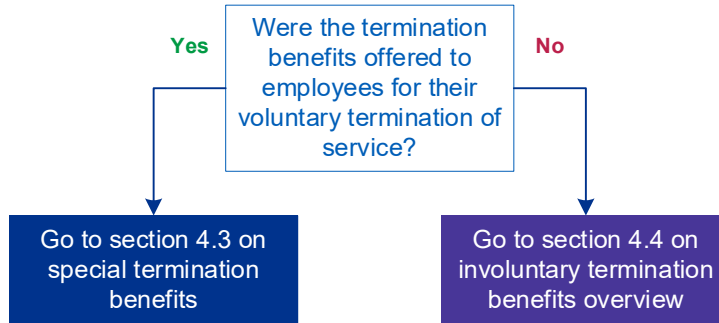 Yes
Were the termination
benefits offered to
employees for their
voluntary termination of
service?
No
Go to section 4.3 on
special termination
benefits
Go to section 4.4 on
involuntary termination
benefits overview